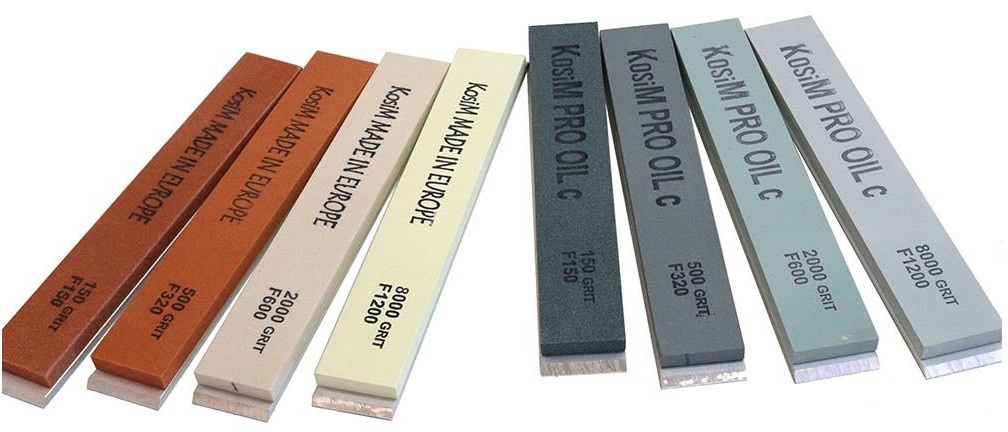 KosiM MADE IN EUROPE
150 GRIT
F150
KosiM MADE IN EUROPE
500 GRIT
F320
KosiM MADE IN EUROPE
2000 GRIT
F600
KosiM MADE IN EUROPE
8000 GRIT
F1200
KosiM PRO OIL C
150 GRIT
F150
KosiM PRO OIL C
500 GRIT
F320
KosiM PRO OIL C
2000 GRIT
F600
KosiM PRO OIL C
8000 GRIT
F1200